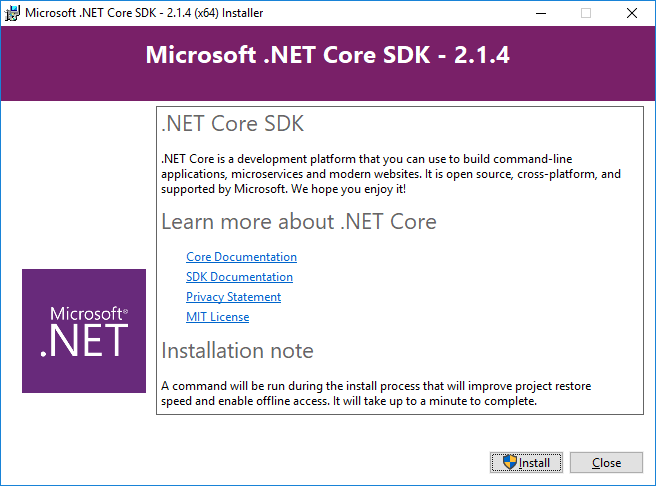 Microsoft .NET Core SDK - 2.1.4 (x64) Installer
Microsoft .NET Core SDK - 2.1.4
.NET Core SDK
.NET Core is a development platform that you can use to build command-line
applications, microservices and modern websites. It is open source, cross-platform, and
supported by Microsoft. We hope you enjoy it!
Learn more about .NET Core
Core Documentation
SDK Documentation
Privacy Statement
MIT License
Microsoft®
.NET
Installation note
A command will be run during the install process that will improve project restore
speed and enable offline access. It will take up to a minute to complete.
Install
Close